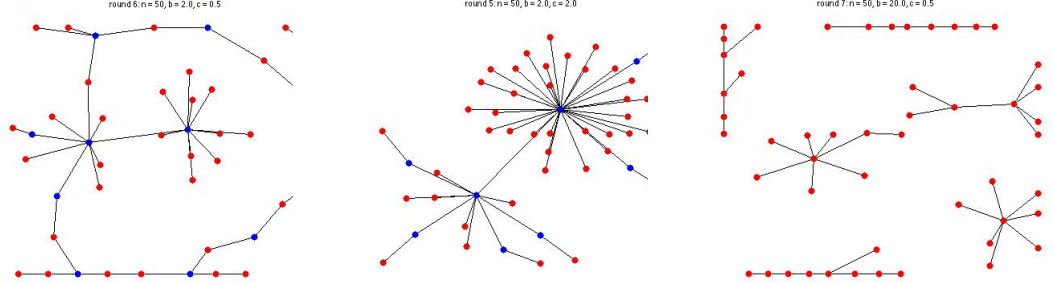 round 6: n = 50, b = 2.0, c = 0.5
round 5: n = 50, b = 2.0, c = 2.0
round 7: n = 50, b = 20.0, c = 0.5